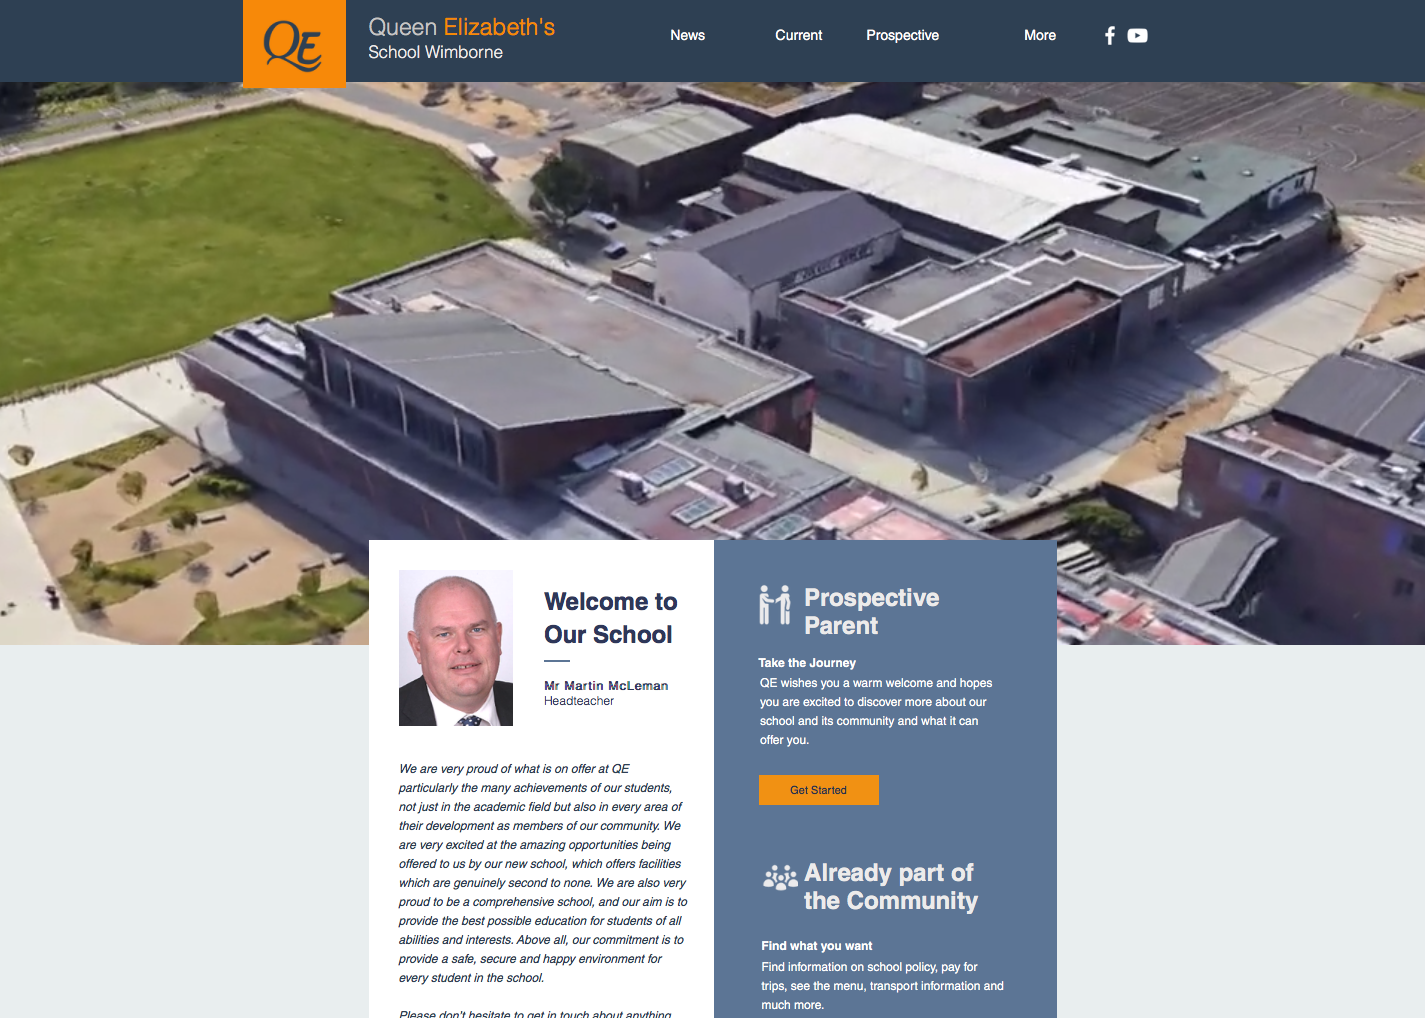 QE
Queen Elizabeth's
School Wimborne
News
Current
Prospective
More
Welcome to
Our School
Mr Martin McLeman
Headteacher
We are very proud of what is on offer at QE
particularly the many achievements of our students,
not just in the academic field but also in every area of
their development as members of our community. We
are very excited at the amazing opportunities being
offered to us by our new school, which offers facilities
which are genuinely second to none. We are also very
proud to be a comprehensive school, and our aim is to
provide the best possible education for students of all
abilities and interests. Above all, our commitment is to
provide a safe, secure and happy environment for
every student in the school.
Please don't hesitate to get in touch about anything
Prospective
Parent
Take the Journey
QE wishes you a warm welcome and hopes
you are excited to discover more about our
school and its community and what it can
offer you.
Get Started
Already part of
the Community
Find what you want
Find information on school policy, pay for
trips, see the menu, transport information and
much more.